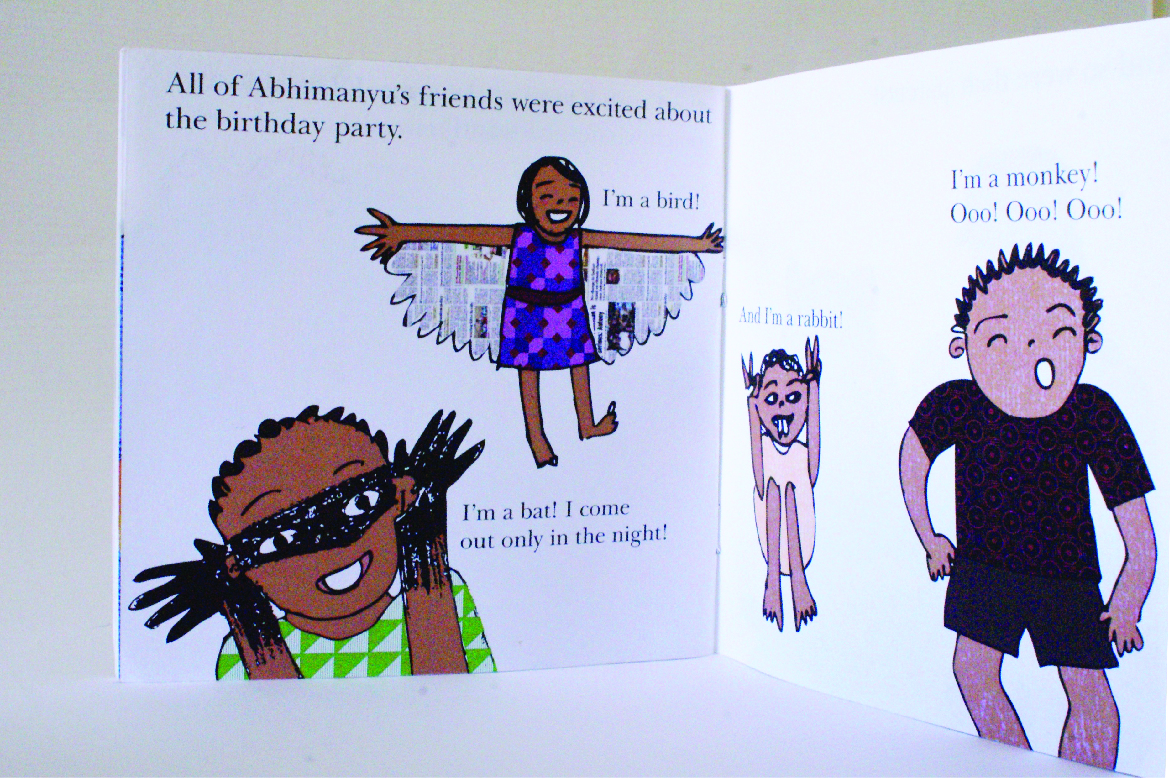 All of Abhimanyu's friends were excited about
the birthday party.
I'm a bird!
I'm a bat! I come
out only in the night!
And I'm a rabbit!
I'm a monkey!
Ooo! Ooo! Ooo!